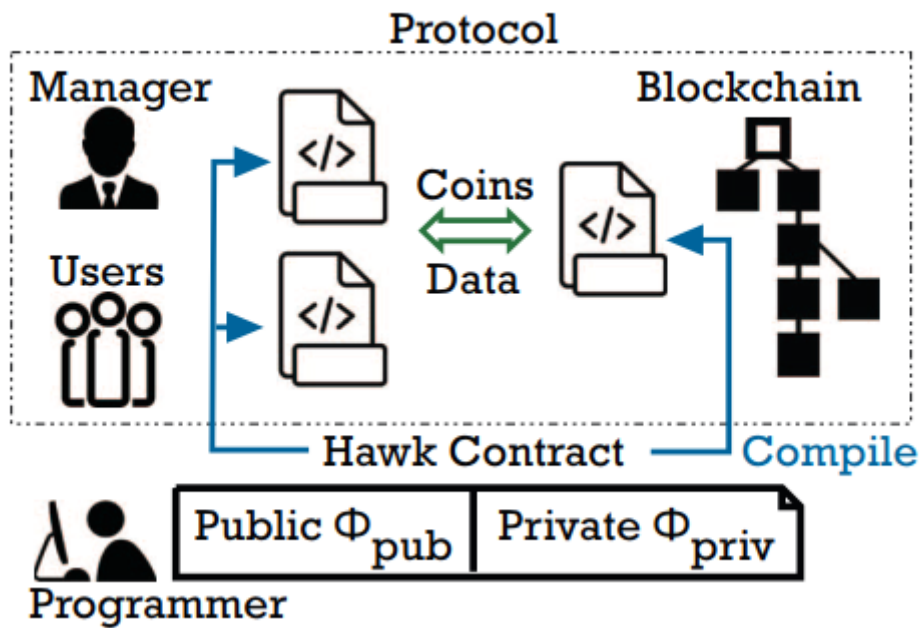 Protocol
Manager
Blockchain
</>
Coins
</>
Users
Data
</>
Hawk Contract
Compile
Public Φpub
Private Φpriv
Programmer